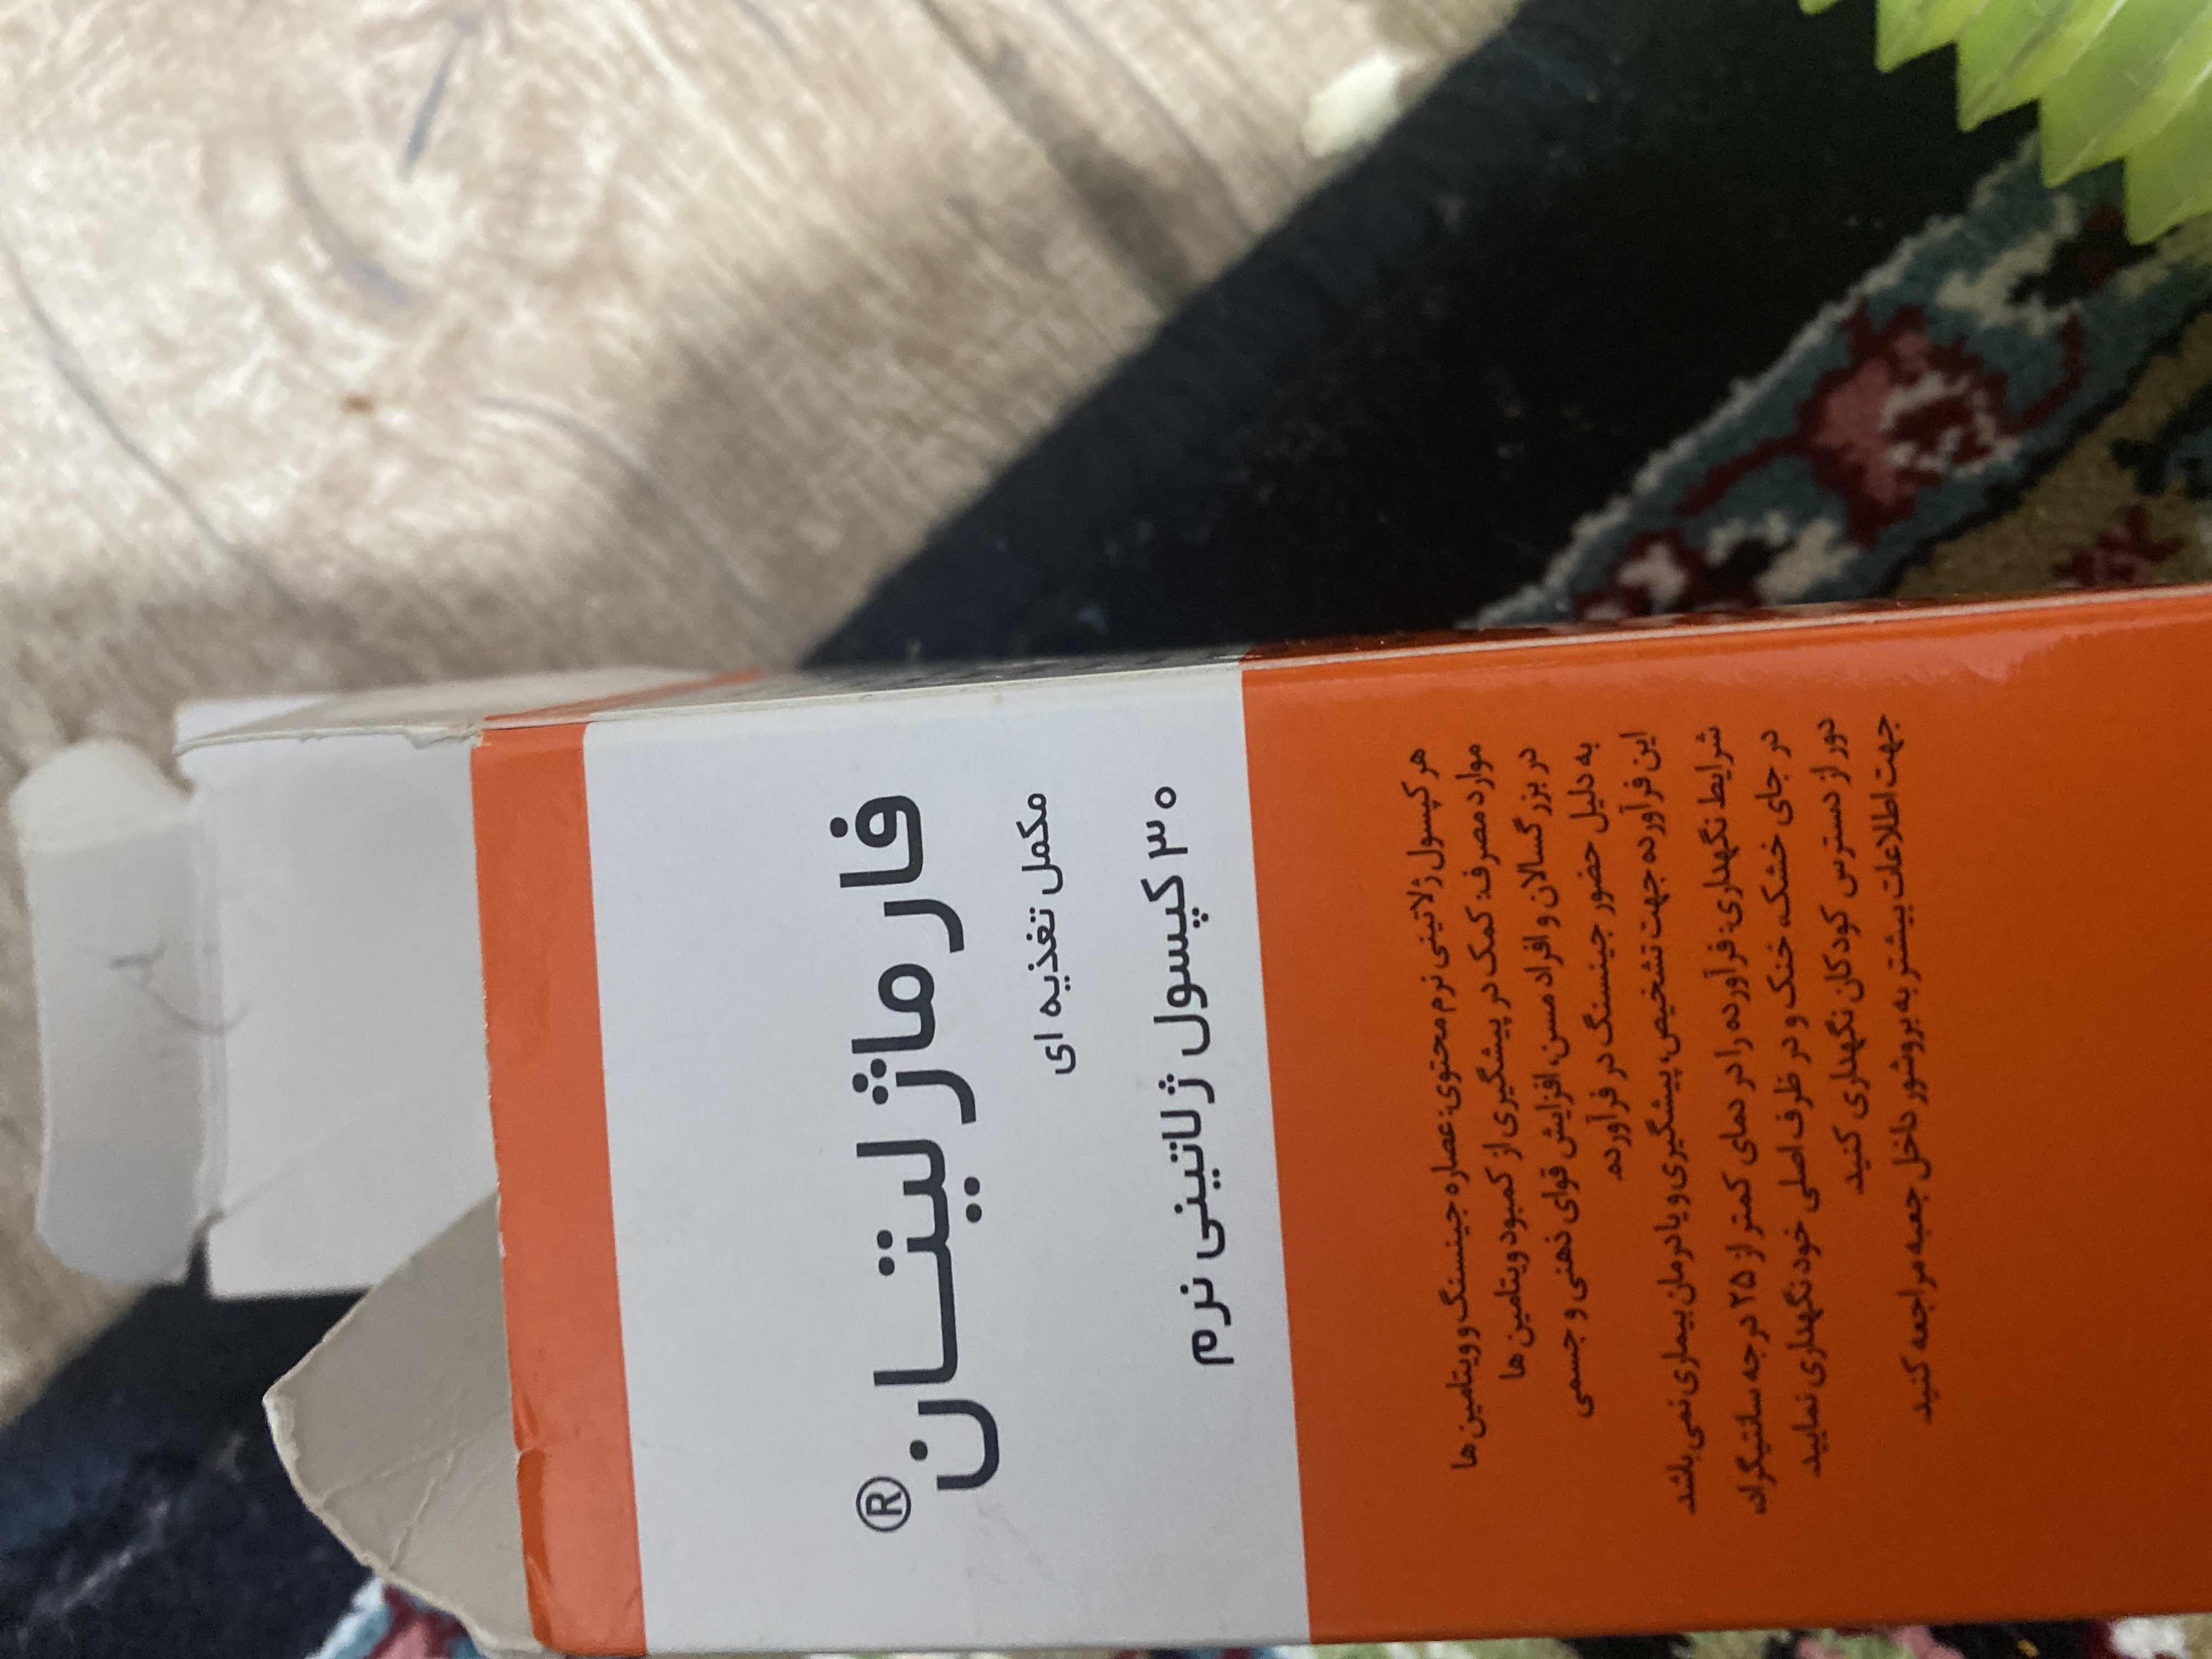 فارماژلیتان®
مکمل تغذیه ای
۳۰ کپسول ژلاتینی نرم
هر کپسول ژلاتینی نرم محتوی: عصاره جینسنگ و ویتامین ها
موارد مصرف: کمک در پیشگیری از کمبود ویتامین ها
در بزرگسالان و افراد مسن، افزایش قوای ذهنی و جسمی
به دلیل حضور جینسنگ در فرآورده.
این فرآورده جهت تشخیص، پیشگیری و یا درمان بیماری نمی باشد.
شرایط نگهداری: فرآورده را در دمای کمتر از ۲۵ درجه سانتیگراد،
در جای خشک، خنک و در ظرف اصلی خود نگهداری نمایید.
دور از دسترس کودکان نگهداری کنید.
جهت اطلاعات بیشتر به بروشور داخل جعبه مراجعه کنید.